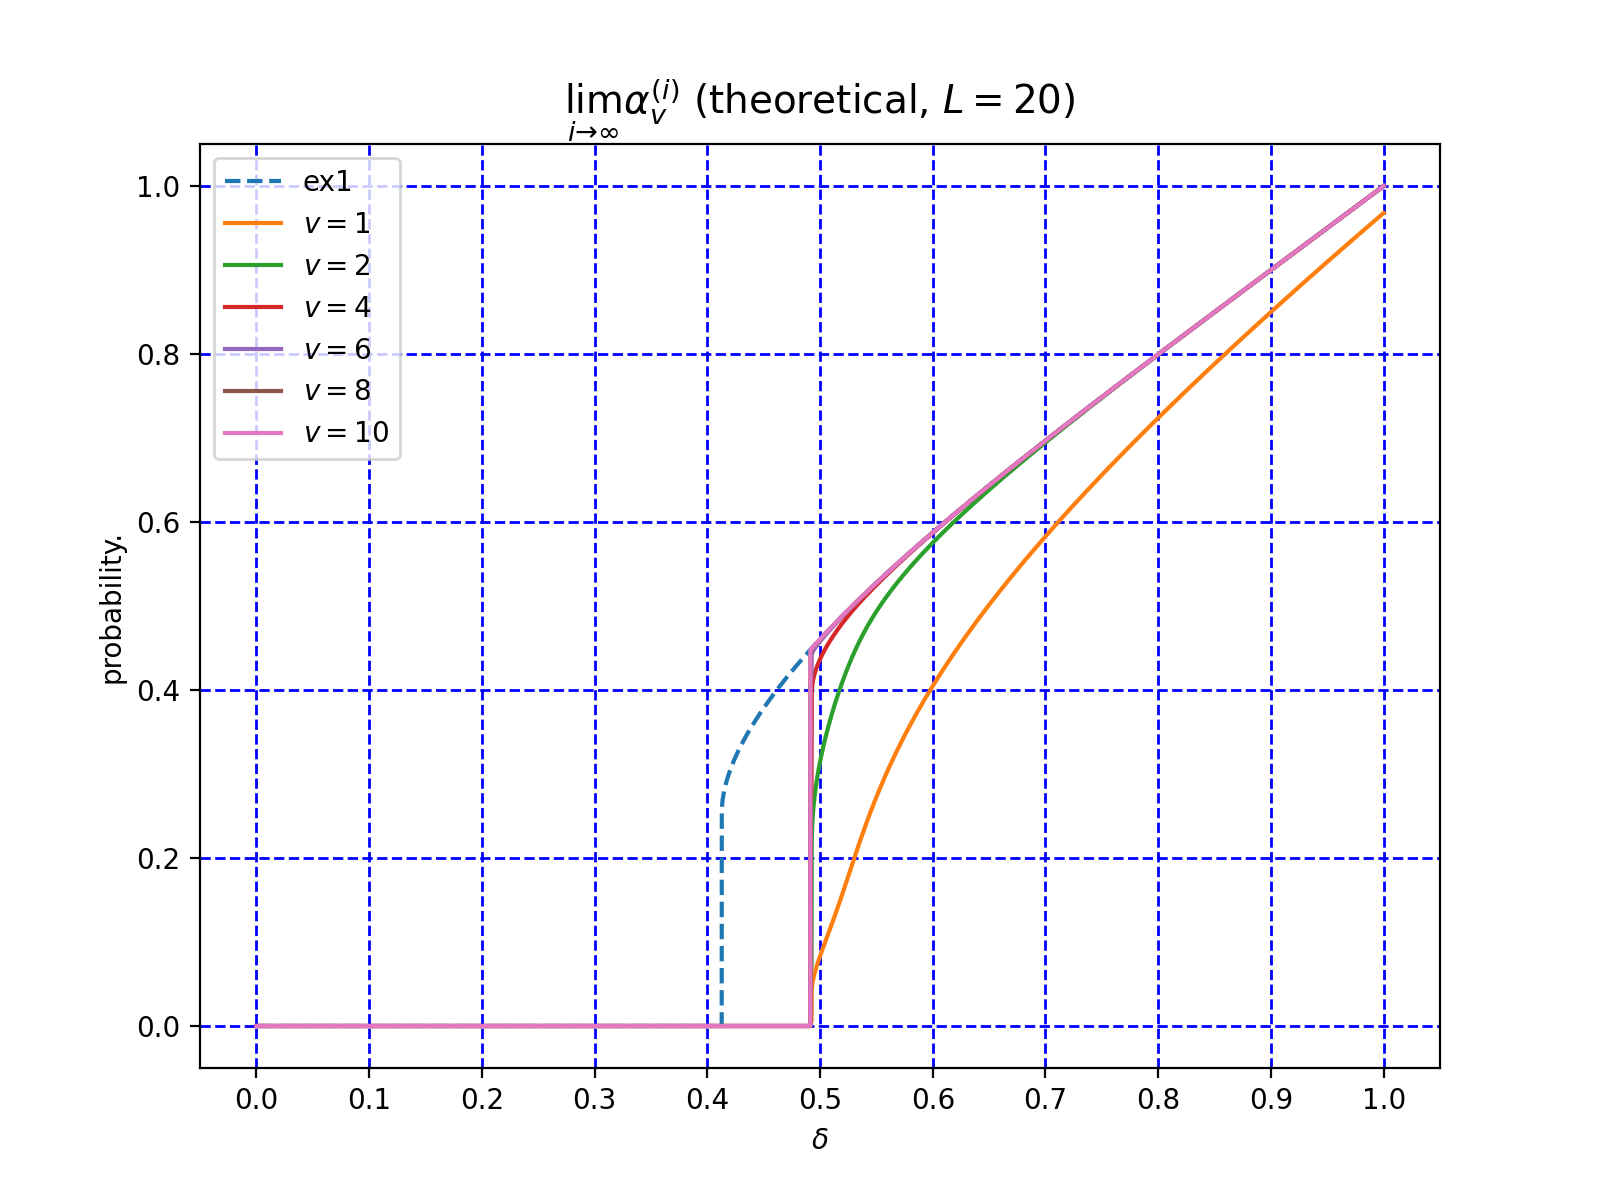 lim α_v^(i) (theoretical, L = 20)
i→∞
ex1
v = 1
v = 2
v = 4
v = 6
v = 8
v = 10
1.0
0.8
0.6
0.4
0.2
0.0
probability.
0.0 0.1 0.2 0.3 0.4 0.5 0.6 0.7 0.8 0.9 1.0
δ